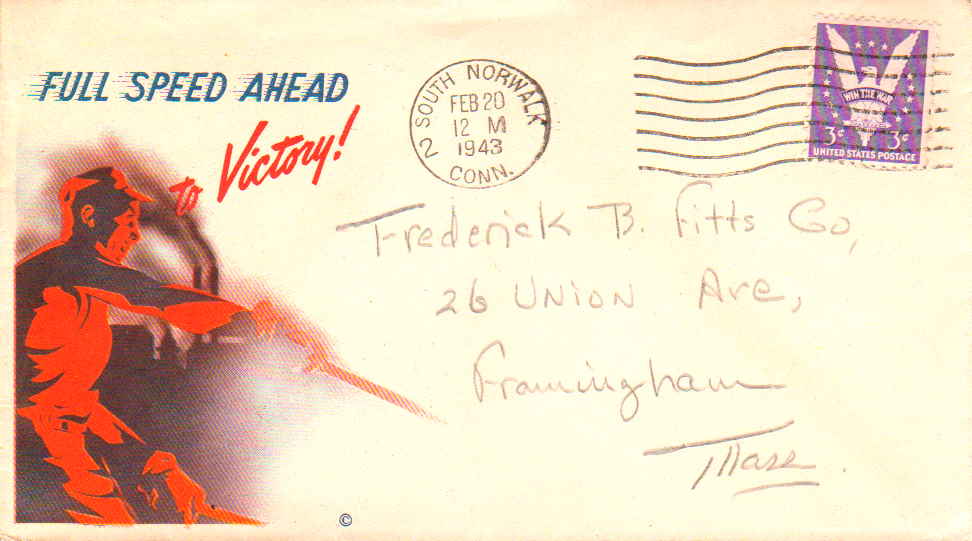 FULL SPEED AHEAD
to Victory!
SOUTH NORWALK
FEB 20
12 M
1943
2 CONN.
WIN THE WAR
3¢ 3¢
UNITED STATES POSTAGE
Frederick B. Fitts Co,
26 UNION Ave,
Framingham
Mass.
©